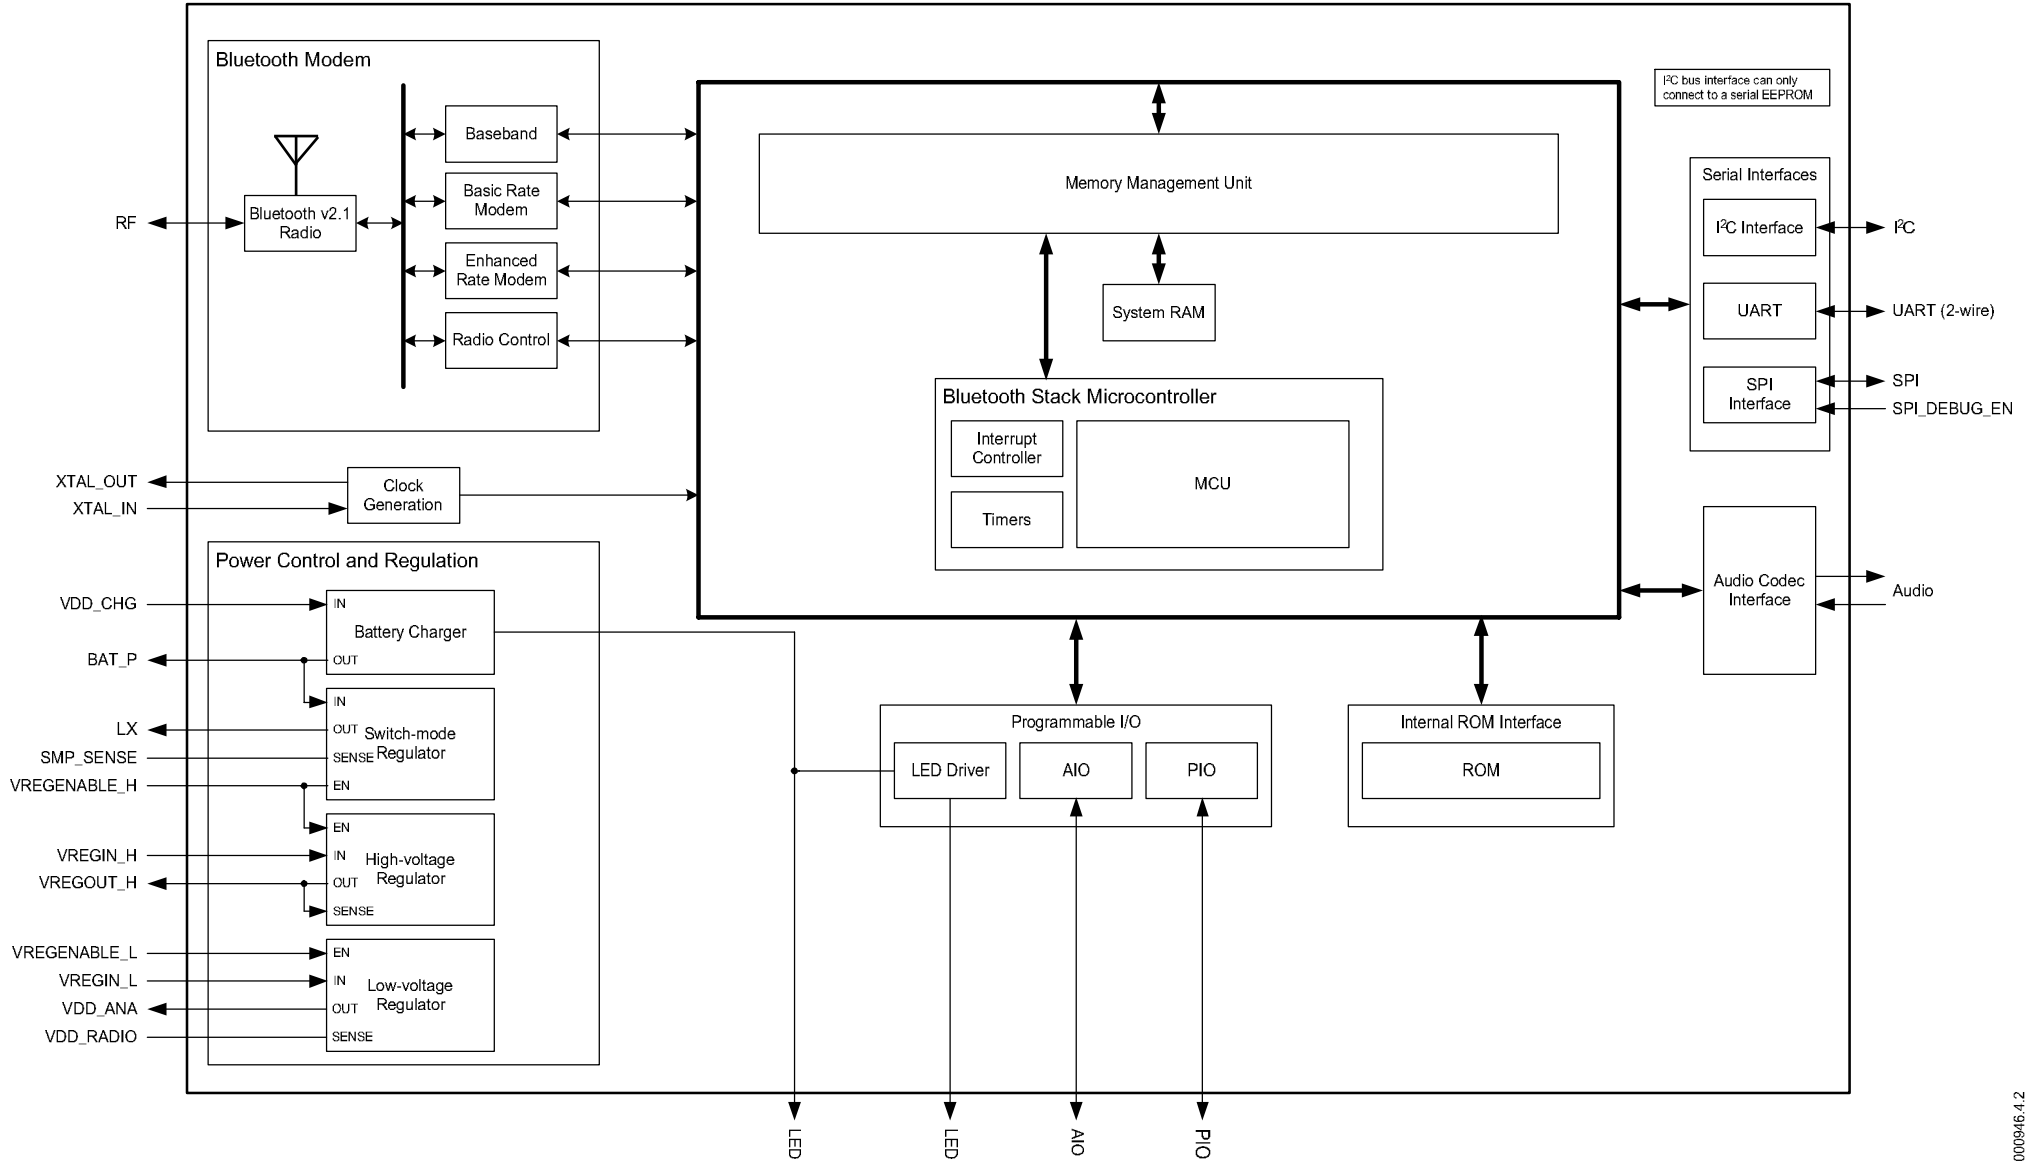 Bluetooth Modem
Baseband
Basic Rate
Modem
Enhanced
Rate Modem
Radio Control
Bluetooth v2.1
Radio
RF
XTAL_OUT
XTAL_IN
Clock
Generation
Power Control and Regulation
VDD_CHG
IN
Battery Charger
BAT_P
OUT
IN
LX
OUT
Switch-mode
Regulator
SMP_SENSE
SENSE
VREGENABLE_H
EN
EN
VREGIN_H
IN
High-voltage
Regulator
VREGOUT_H
OUT
SENSE
VREGENABLE_L
EN
VREGIN_L
IN
Low-voltage
Regulator
VDD_ANA
OUT
VDD_RADIO
SENSE
Memory Management Unit
System RAM
Bluetooth Stack Microcontroller
Interrupt
Controller
Timers
MCU
Programmable I/O
LED Driver
AIO
PIO
Internal ROM Interface
ROM
I²C bus interface can only
connect to a serial EEPROM
Serial Interfaces
I²C Interface
I²C
UART
UART (2-wire)
SPI
Interface
SPI
SPI_DEBUG_EN
Audio Codec
Interface
Audio
LED
LED
AIO
PIO
000946.4.2